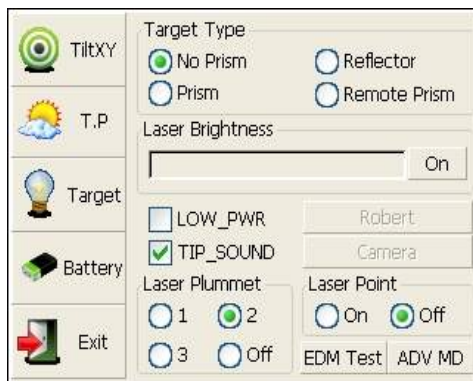 TiltXY
T.P
Target
Battery
Exit
Target Type
No Prism
Reflector
Prism
Remote Prism
Laser Brightness
On
LOW_PWR
Robert
TIP_SOUND
Camera
Laser Plummet
1
2
3
Off
Laser Point
On
Off
EDM Test
ADV MD